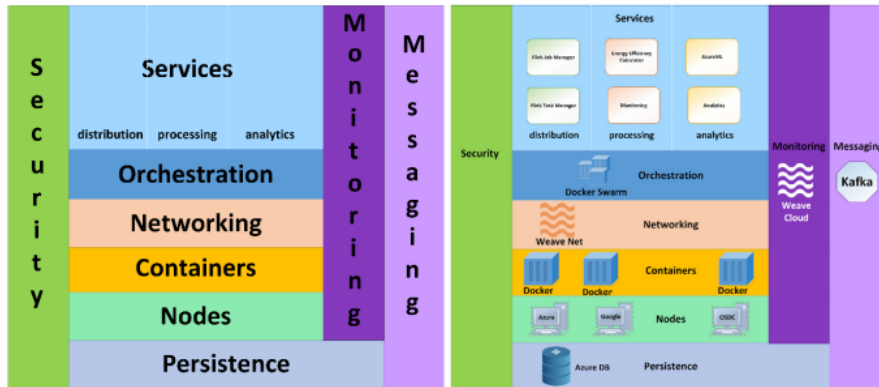 Security
Services
distribution processing analytics
Orchestration
Networking
Containers
Nodes
Persistence
Monitoring
Messaging
Services
Flink Job Manager
Energy Efficiency
Calculator
AzureML
Flink Task Manager
Monitoring
Analytics
distribution processing analytics
Security
Orchestration
Docker Swarm
Networking
Weave Net
Containers
Docker Docker Docker
Azure Google OSDC
Nodes
Azure DB Persistence
Monitoring
Weave
Cloud
Messaging
Kafka